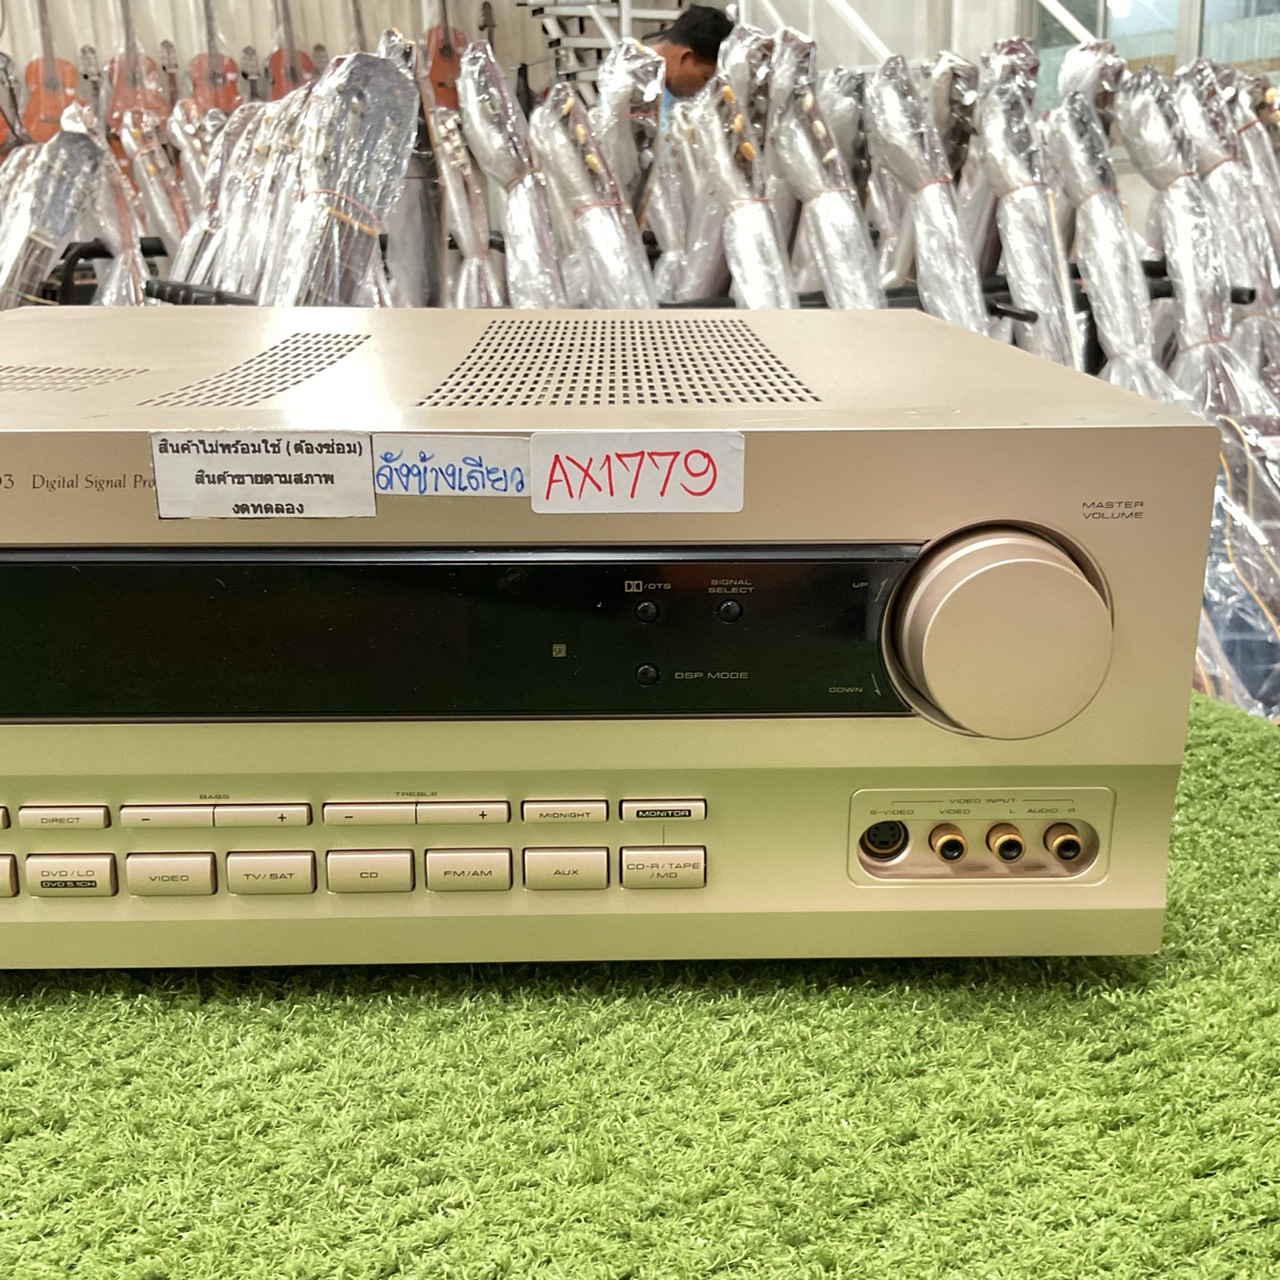 3 Digital Signal Pro
สินค้าไม่พร้อมใช้ (ต้องซ่อม)
สินค้าขายตามสภาพ
งดทดลอง
ดังข้างเดียว
AX1779
MASTER
VOLUME
DD/DTS
SIGNAL
SELECT
UP
SR
DSP MODE
DOWN
BASS
TREBLE
DIRECT
– +
– +
MIDNIGHT
MONITOR
VIDEO INPUT
S-VIDEO VIDEO L AUDIO R
DVD/LD
DVD 5.1CH
VIDEO
TV/SAT
CD
FM/AM
AUX
CD-R/TAPE
/MD